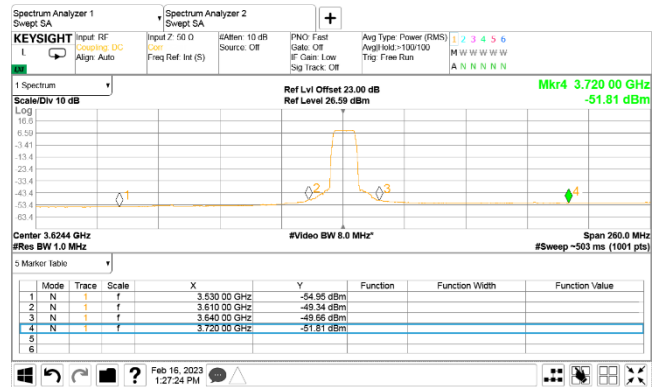 Spectrum Analyzer 1
Swept SA
Spectrum Analyzer 2
Swept SA
KEYSIGHT
L
LXI
Input: RF
Coupling: DC
Align: Auto
Input Z: 50 Ω
Corr
Freq Ref: Int (S)
#Atten: 10 dB
Source: Off
PNO: Fast
Gate: Off
IF Gain: Low
Sig Track: Off
Avg Type: Power (RMS)
Avg|Hold:>100/100
Trig: Free Run
1 2 3 4 5 6
M W W W W W
A N N N N N
1 Spectrum
Scale/Div 10 dB
Log
Ref Lvl Offset 23.00 dB
Ref Level 26.59 dBm
Mkr4 3.720 00 GHz
-51.81 dBm
16.6
6.59
-3.41
-13.4
-23.4
-33.4
-43.4
-53.4
-63.4
1
2
3
4
Center 3.6244 GHz
#Res BW 1.0 MHz
#Video BW 8.0 MHz*
Span 260.0 MHz
#Sweep ~503 ms (1001 pts)
5 Marker Table
Mode Trace Scale X Y Function Function Width Function Value
1 N 1 f 3.530 00 GHz -54.95 dBm
2 N 1 f 3.610 00 GHz -49.34 dBm
3 N 1 f 3.640 00 GHz -49.66 dBm
4 N 1 f 3.720 00 GHz -51.81 dBm
5
6
?
Feb 16, 2023
1:27:24 PM